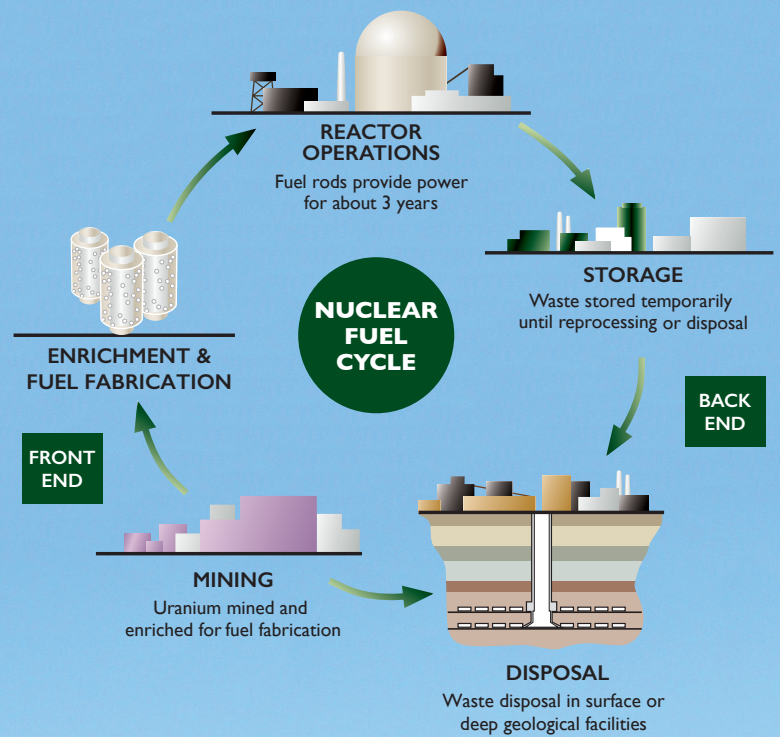 REACTOR
OPERATIONS
Fuel rods provide power
for about 3 years
STORAGE
Waste stored temporarily
until reprocessing or disposal
NUCLEAR
FUEL
CYCLE
ENRICHMENT &
FUEL FABRICATION
BACK
END
FRONT
END
MINING
Uranium mined and
enriched for fuel fabrication
DISPOSAL
Waste disposal in surface or
deep geological facilities